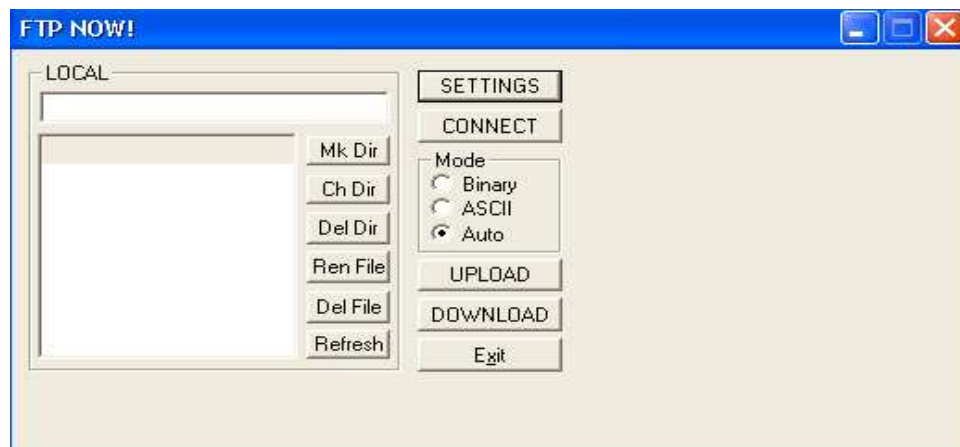 FTP NOW!
LOCAL
Mk Dir
Ch Dir
Del Dir
Ren File
Del File
Refresh
SETTINGS
CONNECT
Mode
Binary
ASCII
Auto
UPLOAD
DOWNLOAD
Exit